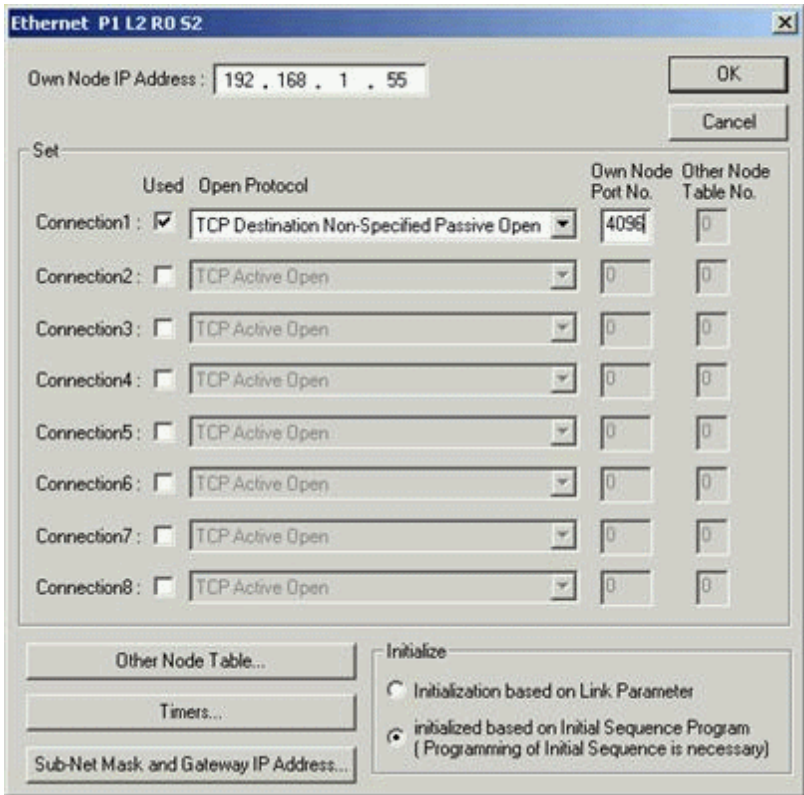 Ethernet P1 L2 R0 S2
Own Node IP Address : 192 . 168 . 1 . 55
OK
Cancel
Set
Used Open Protocol Own Node Port No. Other Node Table No.
Connection1 : TCP Destination Non-Specified Passive Open 4096 0
Connection2 : TCP Active Open 0 0
Connection3 : TCP Active Open 0 0
Connection4 : TCP Active Open 0 0
Connection5 : TCP Active Open 0 0
Connection6 : TCP Active Open 0 0
Connection7 : TCP Active Open 0 0
Connection8 : TCP Active Open 0 0
Other Node Table...
Timers...
Sub-Net Mask and Gateway IP Address...
Initialize
Initialization based on Link Parameter
initialized based on Initial Sequence Program
( Programming of Initial Sequence is necessary)